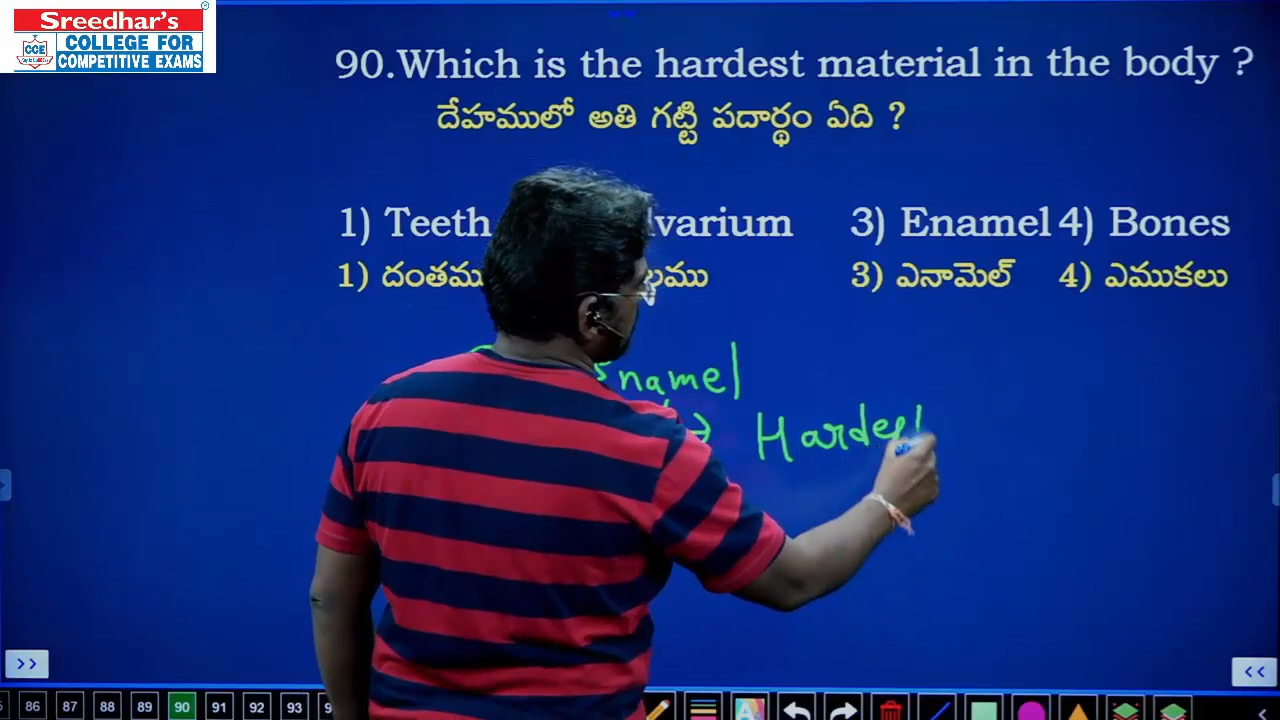 Sreedhar's
CCE
COLLEGE FOR
COMPETITIVE EXAMS
90.Which is the hardest material in the body ?
దేహములో అతి గట్టి పదార్థం ఏది ?
1) Teeth lvarium 3) Enamel 4) Bones
1) దంతము లము 3) ఎనామెల్ 4) ఎముకలు
Enamel
→ Hardest
>> <<
86 87 88 89 90 91 92 93